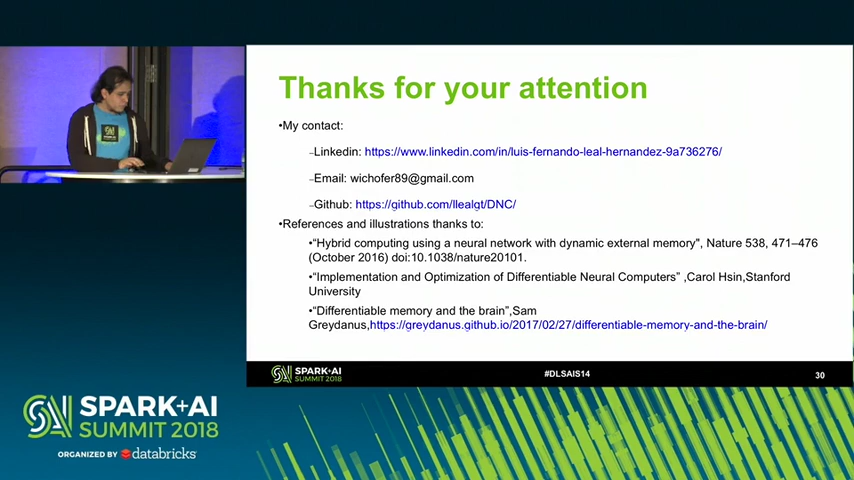 Thanks for your attention
•My contact:
–Linkedin: https://www.linkedin.com/in/luis-fernando-leal-hernandez-9a736276/
–Email: wichofer89@gmail.com
–Github: https://github.com/llealgt/DNC/
•References and illustrations thanks to:
•“Hybrid computing using a neural network with dynamic external memory", Nature 538, 471–476
(October 2016) doi:10.1038/nature20101.
•“Implementation and Optimization of Differentiable Neural Computers” ,Carol Hsin,Stanford
University
•“Differentiable memory and the brain”,Sam
Greydanus,https://greydanus.github.io/2017/02/27/differentiable-memory-and-the-brain/
SPARK+AI
SUMMIT 2018
#DLSAIS14
30
SPARK+AI
SUMMIT 2018
ORGANIZED BY databricks